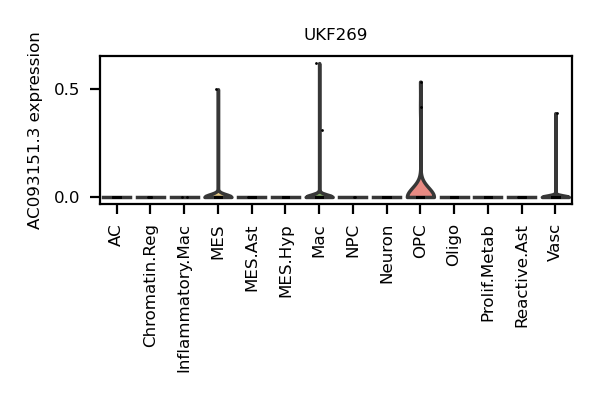 UKF269
AC093151.3 expression
0.5
0.0
AC
Chromatin.Reg
Inflammatory.Mac
MES
MES.Ast
MES.Hyp
Mac
NPC
Neuron
OPC
Oligo
Prolif.Metab
Reactive.Ast
Vasc